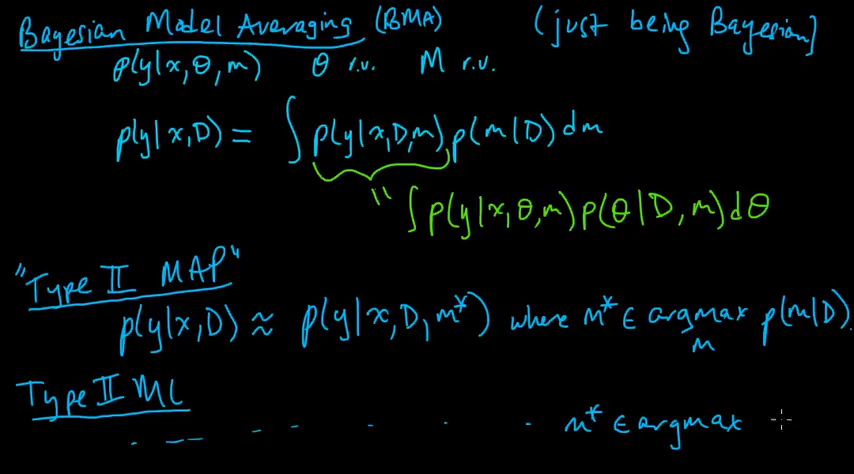 Bayesian Model Averaging (BMA) (just being Bayesian)
p(y|x,θ,m) θ r.v. M r.v.
p(y|x,D) = ∫ p(y|x,D,m) p(m|D) dm
" ∫ p(y|x,θ,m) p(θ|D,m) dθ
"Type II MAP"
p(y|x,D) ≈ p(y|x,D,m*) where m* ∈ argmax p(m|D).
m
Type II ML
m* ∈ argmax